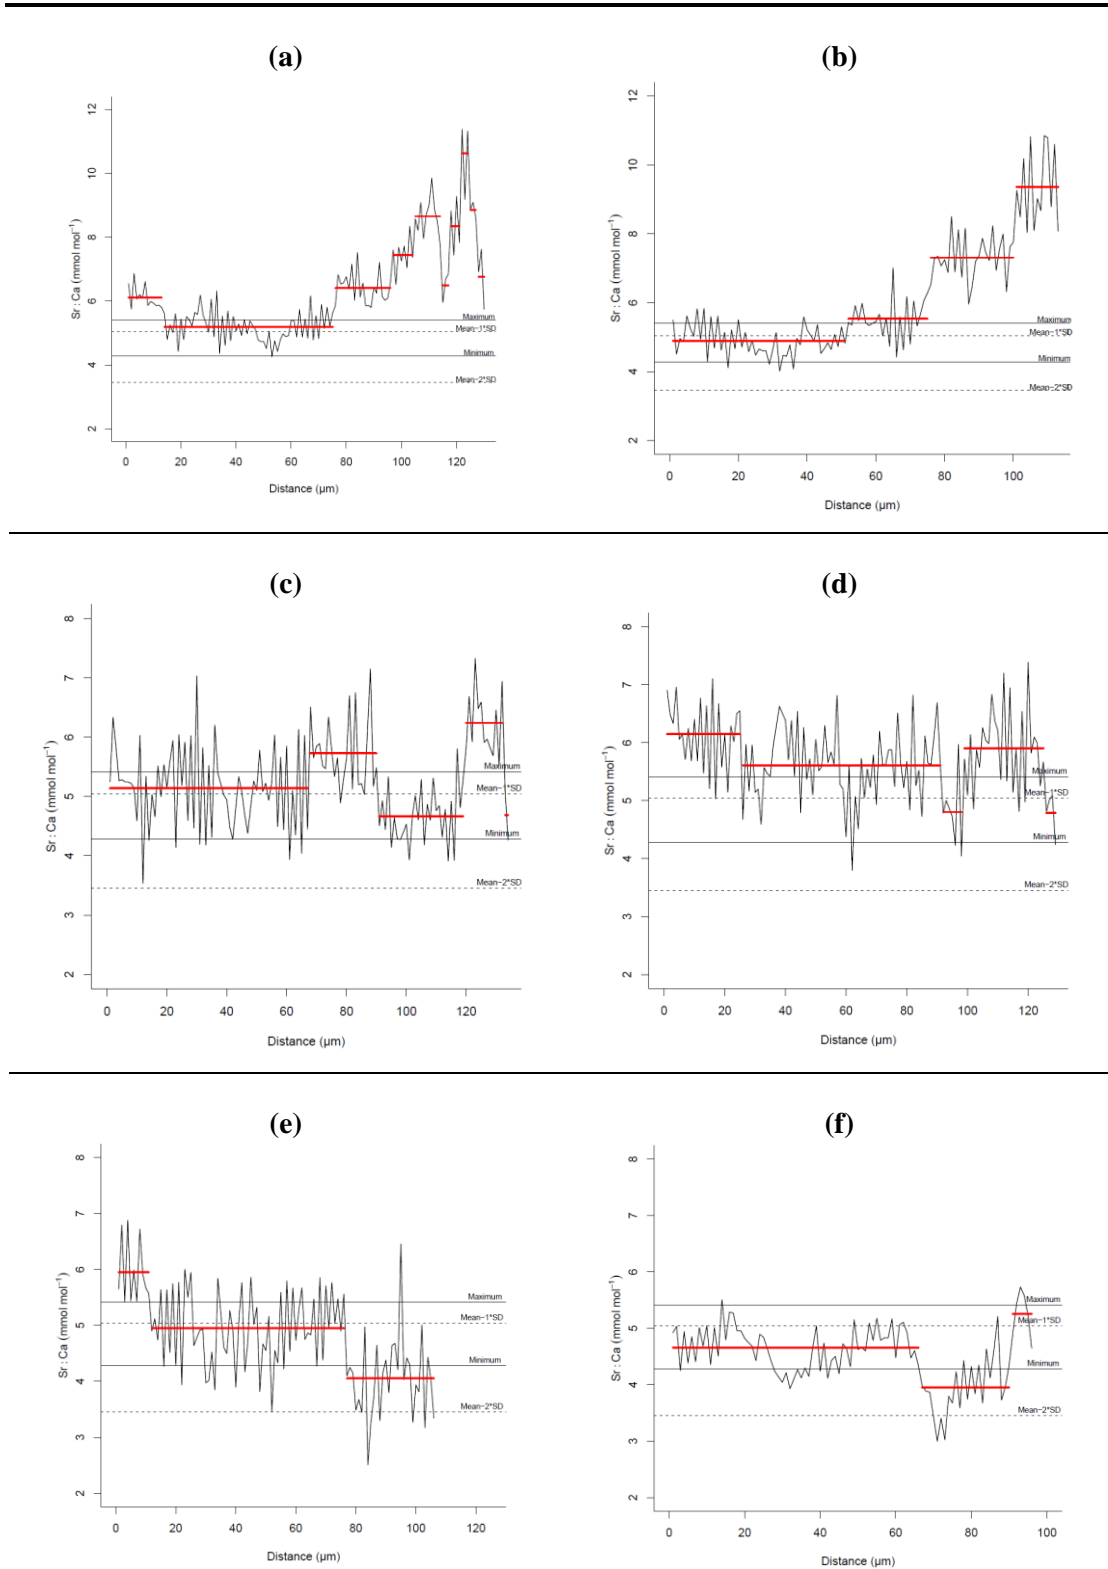 (a)
12
10
8
6
4
2
Sr : Ca (mmol mol⁻¹)
Maximum
Mean−1*SD
Minimum
Mean−2*SD
0 20 40 60 80 100 120
Distance (µm)
(b)
12
10
8
6
4
2
Sr : Ca (mmol mol⁻¹)
Maximum
Mean−1*SD
Minimum
Mean−2*SD
0 20 40 60 80 100
Distance (µm)
(c)
8
7
6
5
4
3
2
Sr : Ca (mmol mol⁻¹)
Maximum
Mean−1*SD
Minimum
Mean−2*SD
0 20 40 60 80 100 120
Distance (µm)
(d)
8
7
6
5
4
3
2
Sr : Ca (mmol mol⁻¹)
Maximum
Mean−1*SD
Minimum
Mean−2*SD
0 20 40 60 80 100 120
Distance (µm)
(e)
8
7
6
5
4
3
2
Sr : Ca (mmol mol⁻¹)
Maximum
Mean−1*SD
Minimum
Mean−2*SD
0 20 40 60 80 100 120
Distance (µm)
(f)
8
7
6
5
4
3
2
Sr : Ca (mmol mol⁻¹)
Maximum
Mean−1*SD
Minimum
Mean−2*SD
0 20 40 60 80 100
Distance (µm)